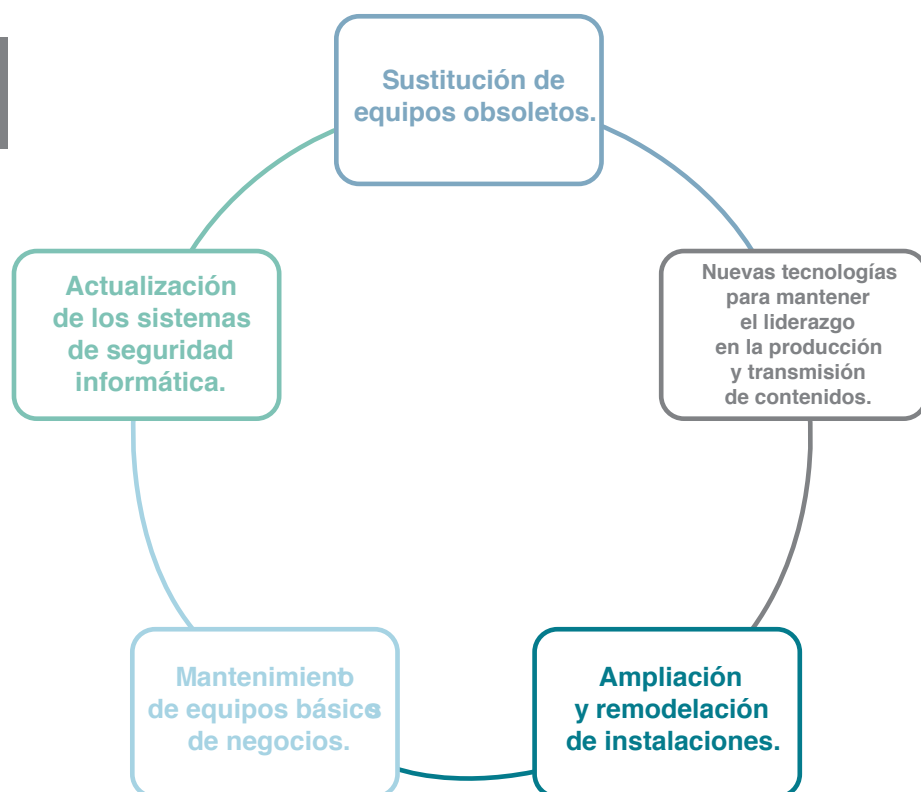 Sustitución de
equipos obsoletos.
Nuevas tecnologías
para mantener
el liderazgo
en la producción
y transmisión
de contenidos.
Ampliación
y remodelación
de instalaciones.
Mantenimiento
de equipos básicos
de negocios.
Actualización
de los sistemas
de seguridad
informática.